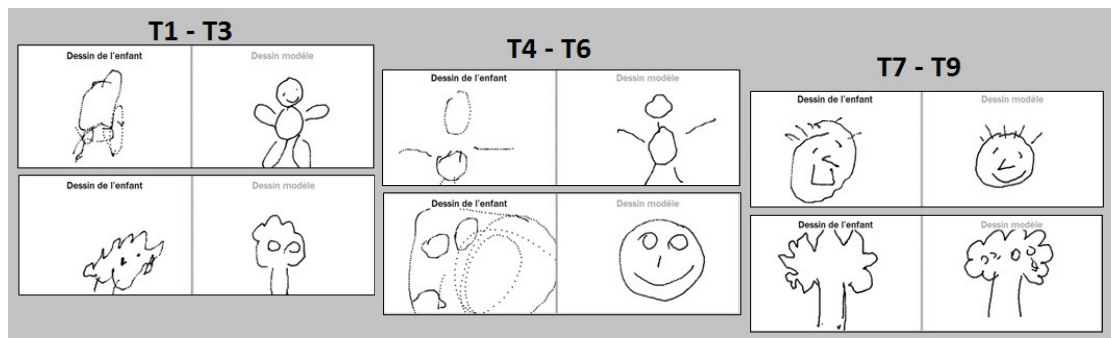 T1 - T3
Dessin de l'enfant Dessin modèle
Dessin de l'enfant Dessin modèle
T4 - T6
Dessin de l'enfant Dessin modèle
Dessin de l'enfant Dessin modèle
T7 - T9
Dessin de l'enfant Dessin modèle
Dessin de l'enfant Dessin modèle